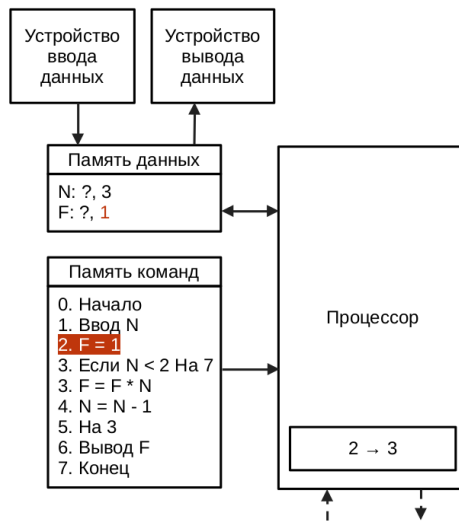 Устройство
ввода
данных
Устройство
вывода
данных
Память данных
N: ?, 3
F: ?, 1
Память команд
0. Начало
1. Ввод N
2. F = 1
3. Если N < 2 На 7
3. F = F * N
4. N = N - 1
5. На 3
6. Вывод F
7. Конец
Процессор
2 → 3